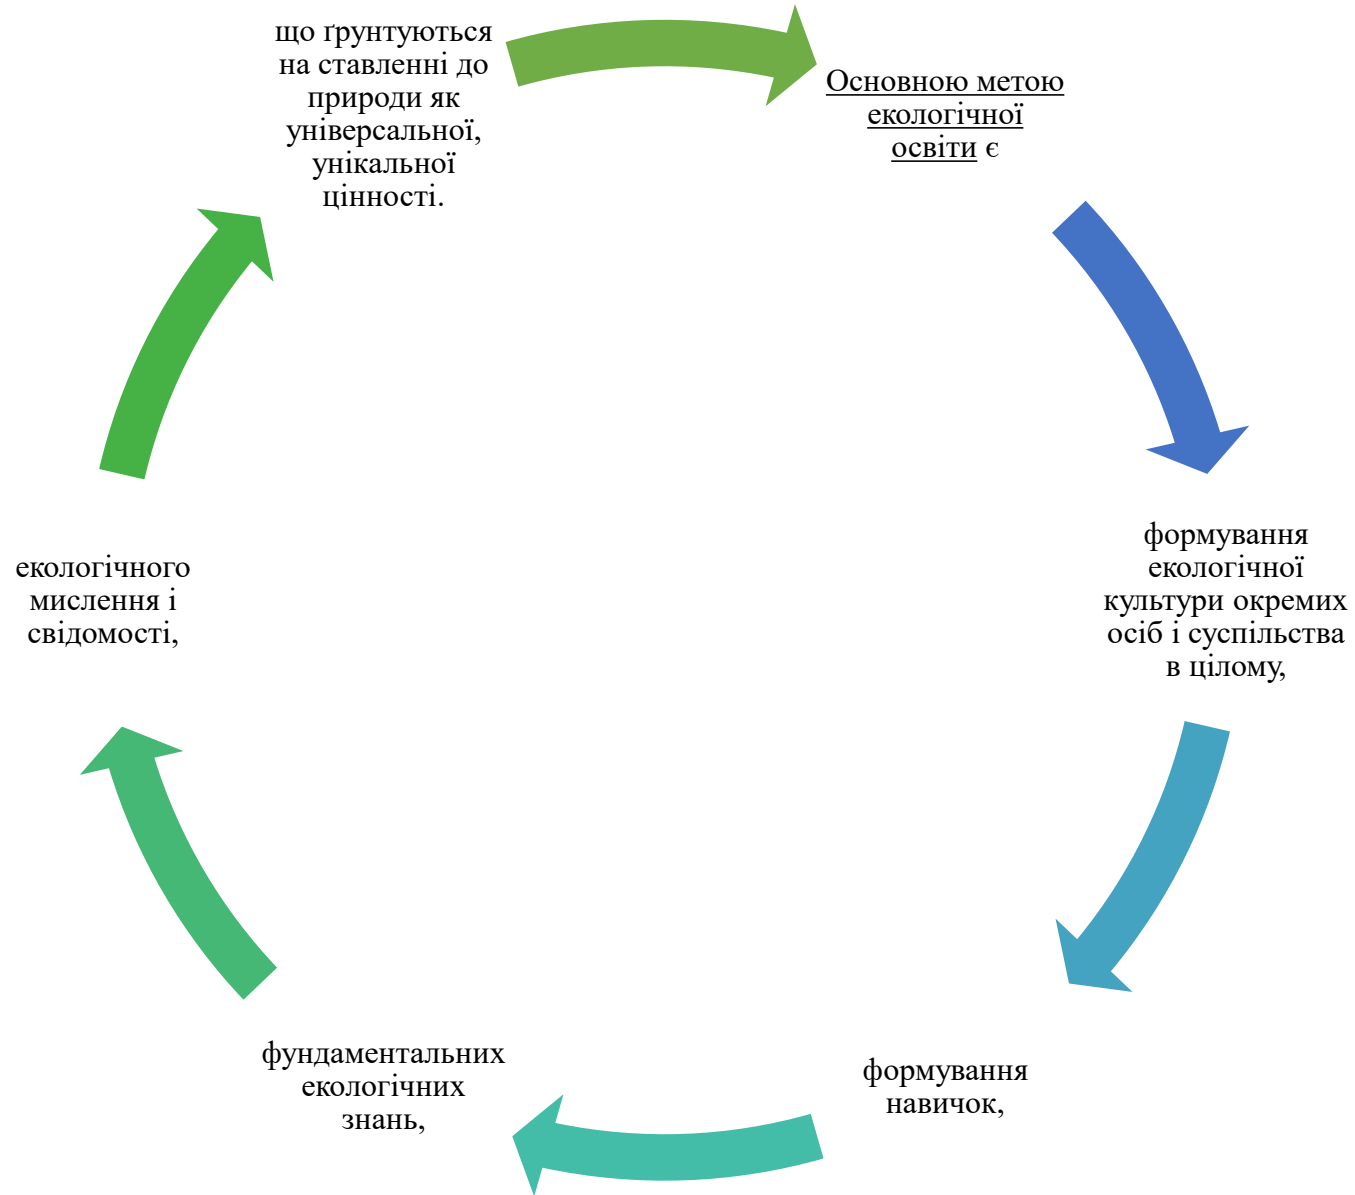 Основною метою
екологічної
освіти є
формування
екологічної
культури окремих
осіб і суспільства
в цілому,
формування
навичок,
фундаментальних
екологічних
знань,
екологічного
мислення і
свідомості,
що ґрунтуються
на ставленні до
природи як
універсальної,
унікальної
цінності.